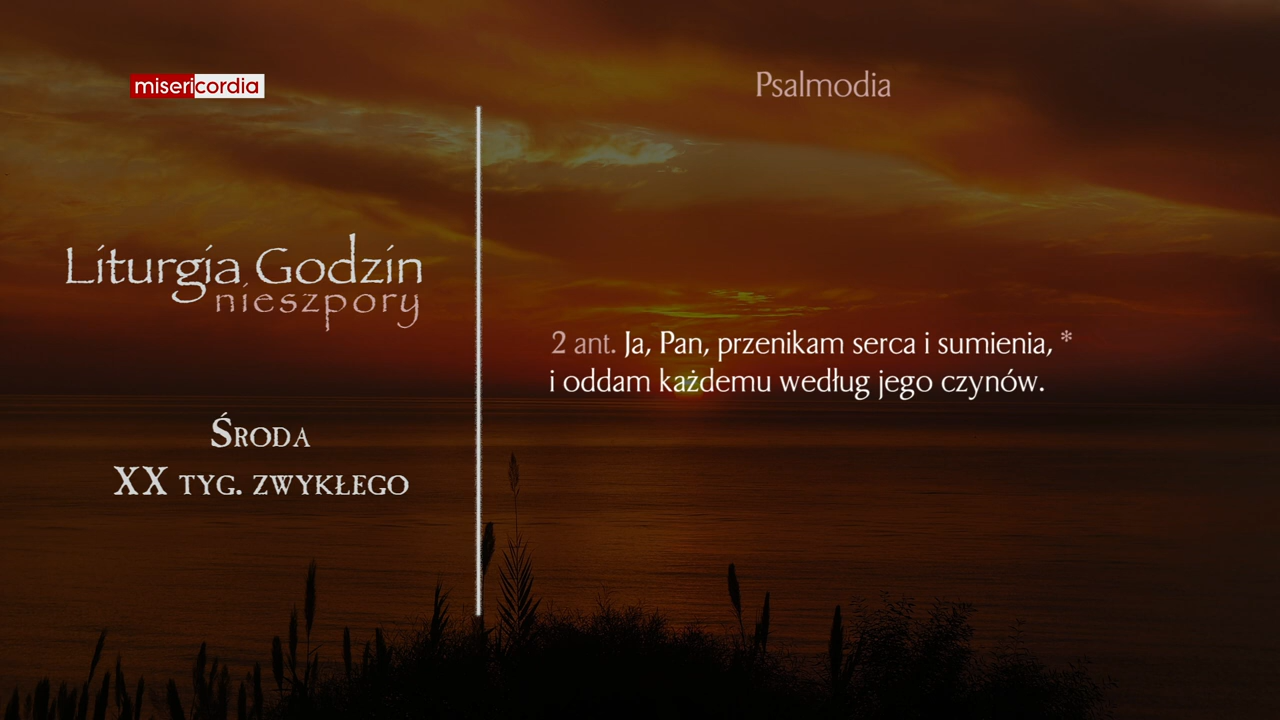 misericordia
Psalmodia
Liturgia Godzin
nieszpory
2 ant. Ja, Pan, przenikam serca i sumienia, *
i oddam każdemu według jego czynów.
Środa
XX tyg. zwykłego